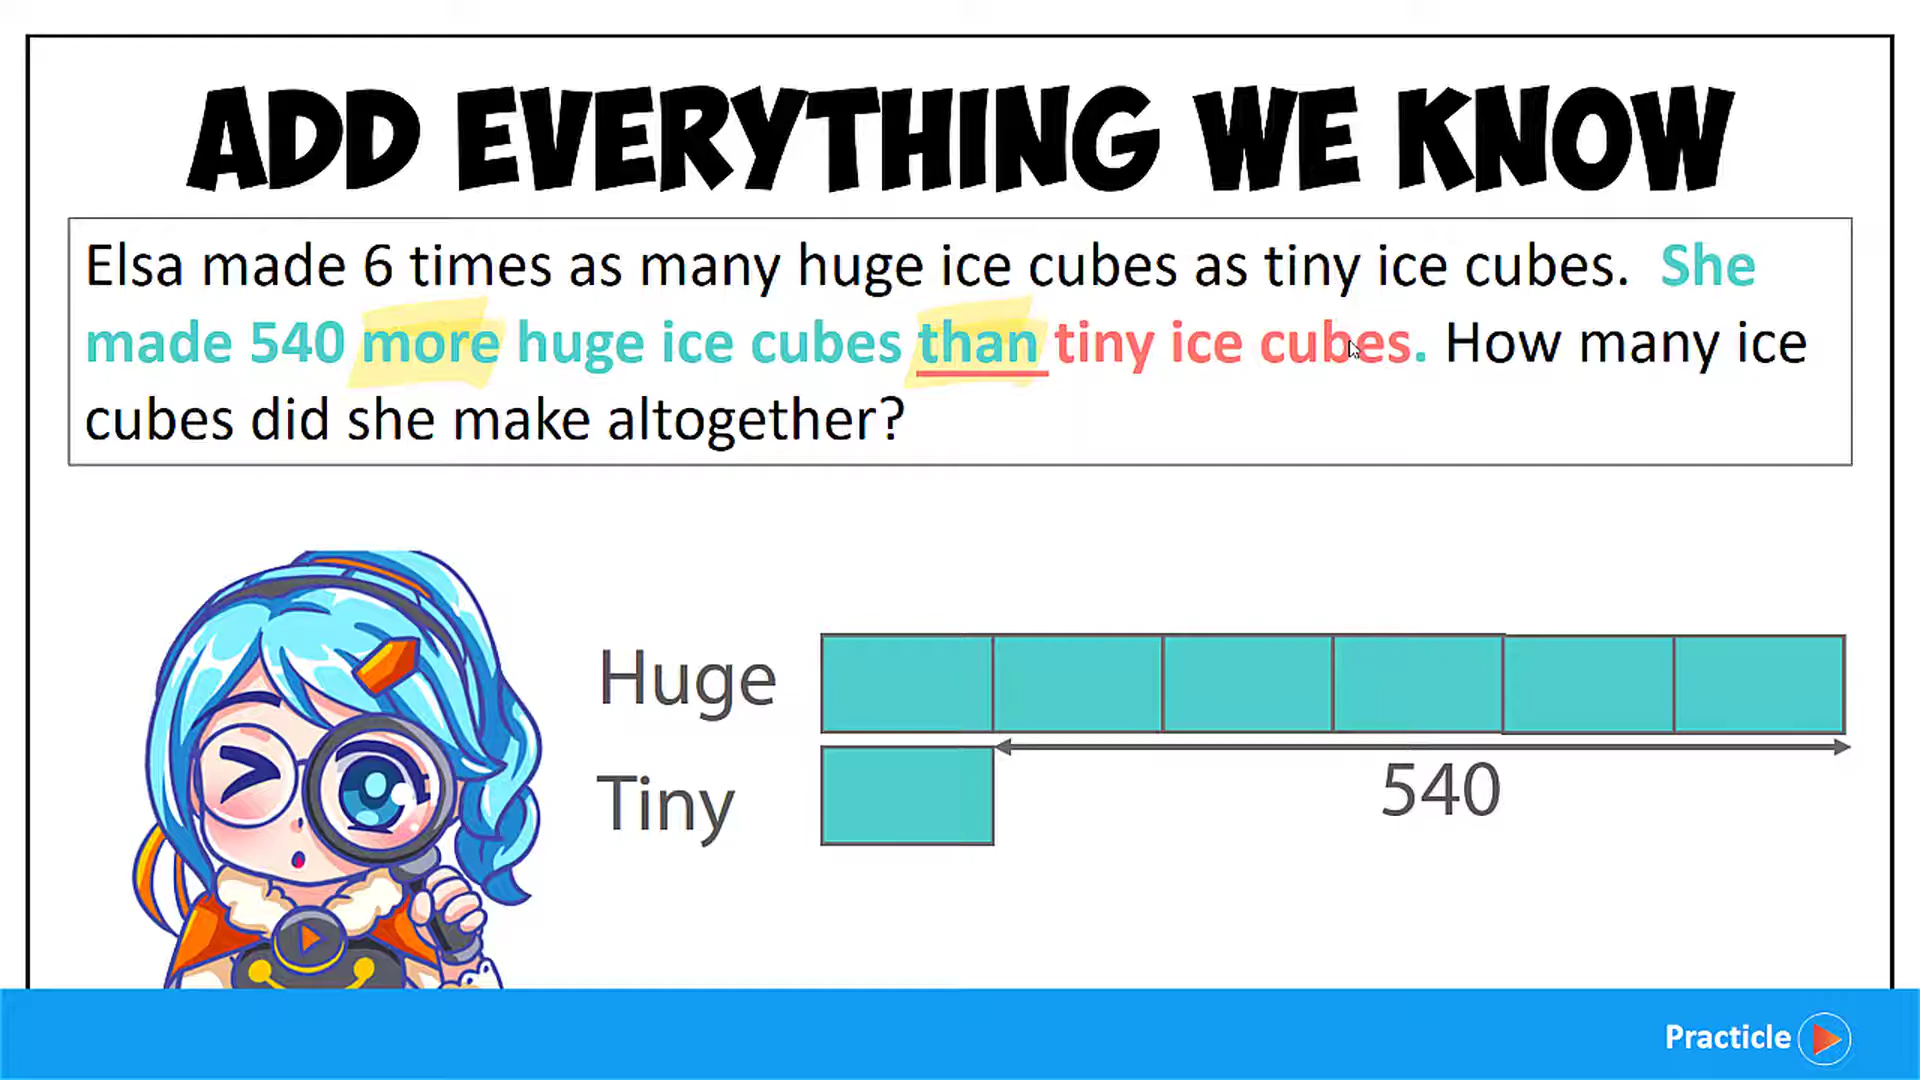 ADD EVERYTHING WE KNOW
Elsa made 6 times as many huge ice cubes as tiny ice cubes. She
made 540 more huge ice cubes than tiny ice cubes. How many ice
cubes did she make altogether?
Huge
Tiny
540
Practicle